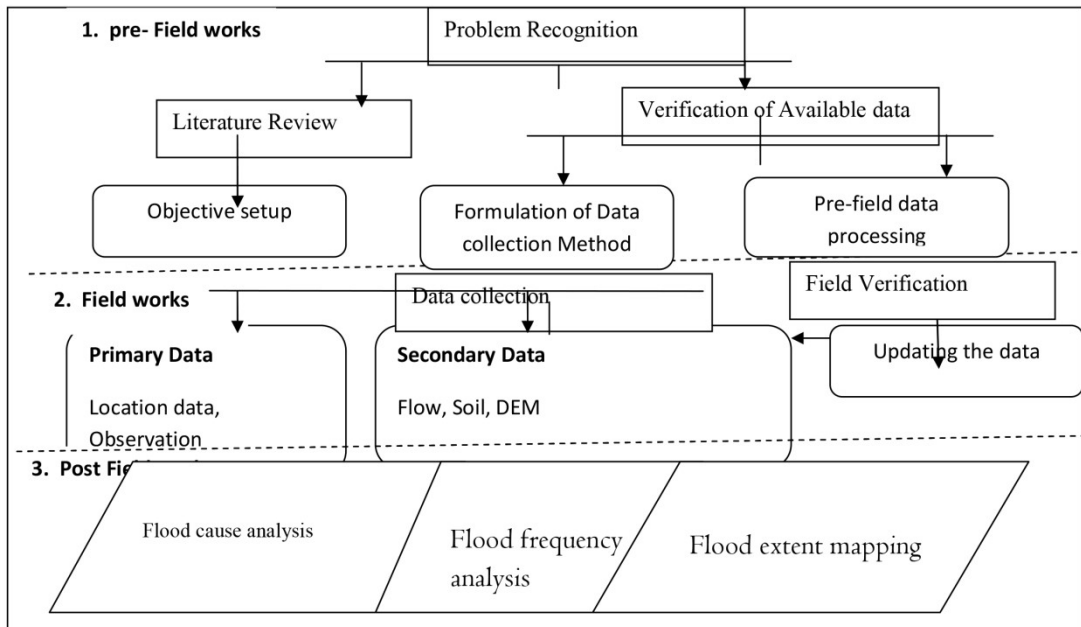 1. pre- Field works
Problem Recognition
Literature Review
Verification of Available data
Objective setup
Formulation of Data
collection Method
Pre-field data
processing
2. Field works
Data collection
Field Verification
Primary Data
Location data,
Observation
Secondary Data
Flow, Soil, DEM
Updating the data
3. Post
Flood cause analysis
Flood frequency
analysis
Flood extent mapping